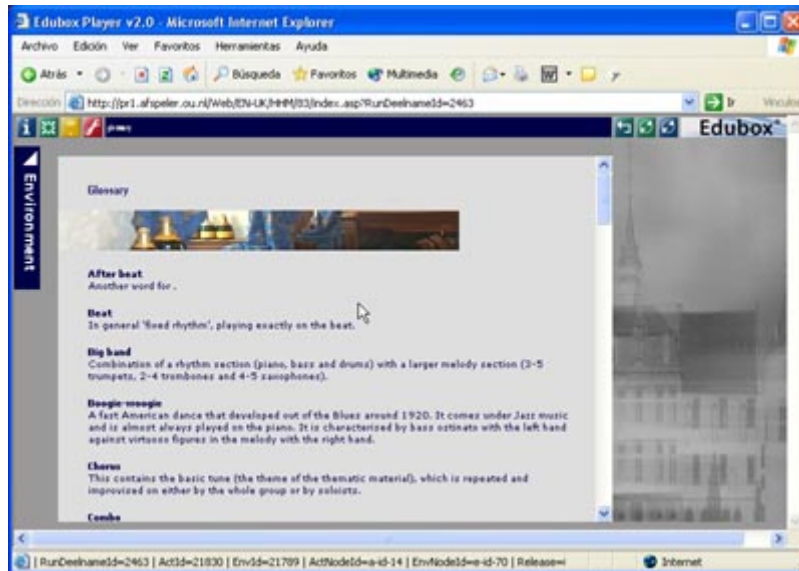 Edubox Player v2.0 - Microsoft Internet Explorer
Archivo Edición Ver Favoritos Herramientas Ayuda
Atrás Búsqueda Favoritos Multimedia
Dirección http://pr1.afspeler.ou.nl/Web/EN-UK/HHM/83/index.asp?RunDeelnameId=2463 Ir Vínculos
Edubox
Environment
Glossary
After beat
Another word for .
Beat
In general 'fixed rhythm', playing exactly on the beat.
Big band
Combination of a rhythm section (piano, bass and drums) with a larger melody section (3-5
trumpets, 2-4 trombones and 4-5 saxophones).
Boogie-woogie
A fast American dance that developed out of the Blues around 1920. It comes under Jazz music
and is almost always played on the piano. It is characterised by bass ostinato with the left hand
against virtuoso figures in the melody with the right hand.
Chorus
This contains the basic tune (the theme of the thematic material), which is repeated and
improvized on either by the whole group or by soloists.
Combo
| RunDeelnameId=2463 | ActId=21830 | EnvId=21789 | ActNodeId=a-id-14 | EnvNodeId=e-id-70 | Release= Internet